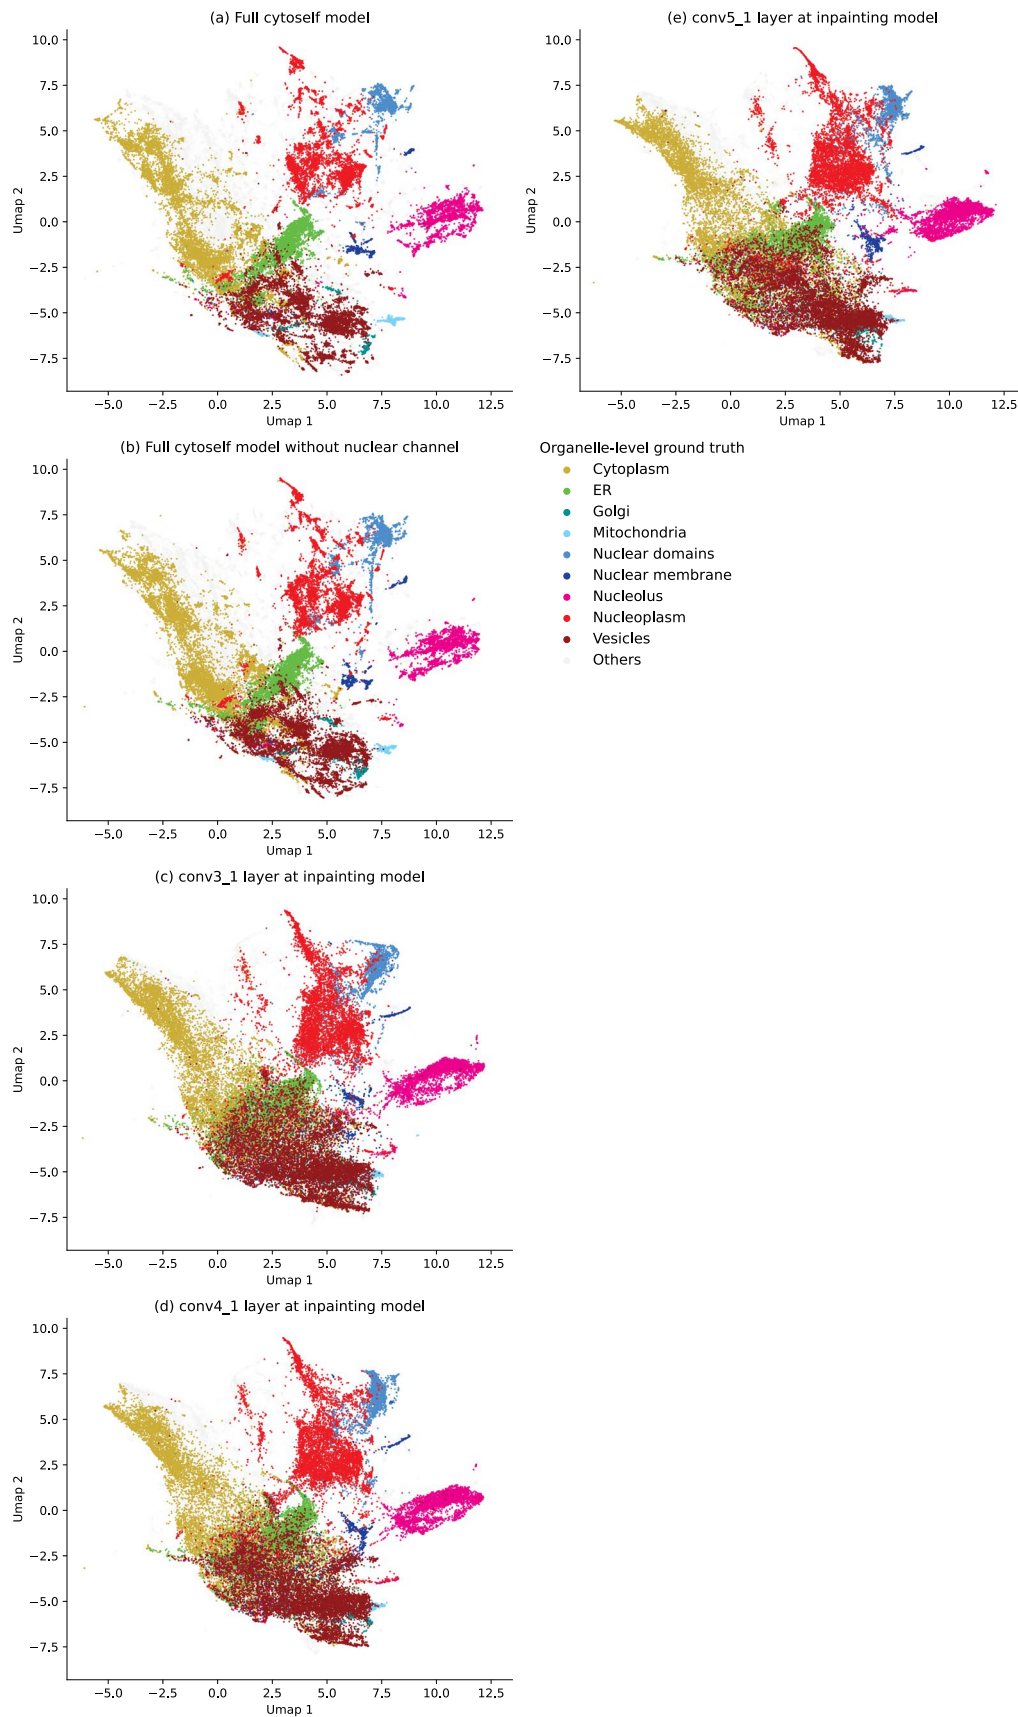 (a) Full cytoself model
10.0
7.5
5.0
2.5
0.0
−2.5
−5.0
−7.5
Umap 2
−5.0 −2.5 0.0 2.5 5.0 7.5 10.0 12.5
Umap 1
(e) conv5_1 layer at inpainting model
10.0
7.5
5.0
2.5
0.0
−2.5
−5.0
−7.5
Umap 2
−5.0 −2.5 0.0 2.5 5.0 7.5 10.0 12.5
Umap 1
(b) Full cytoself model without nuclear channel
10.0
7.5
5.0
2.5
0.0
−2.5
−5.0
−7.5
Umap 2
−5.0 −2.5 0.0 2.5 5.0 7.5 10.0 12.5
Umap 1
Organelle-level ground truth
Cytoplasm
ER
Golgi
Mitochondria
Nuclear domains
Nuclear membrane
Nucleolus
Nucleoplasm
Vesicles
Others
(c) conv3_1 layer at inpainting model
10.0
7.5
5.0
2.5
0.0
−2.5
−5.0
−7.5
Umap 2
−5.0 −2.5 0.0 2.5 5.0 7.5 10.0 12.5
Umap 1
(d) conv4_1 layer at inpainting model
10.0
7.5
5.0
2.5
0.0
−2.5
−5.0
−7.5
Umap 2
−5.0 −2.5 0.0 2.5 5.0 7.5 10.0 12.5
Umap 1